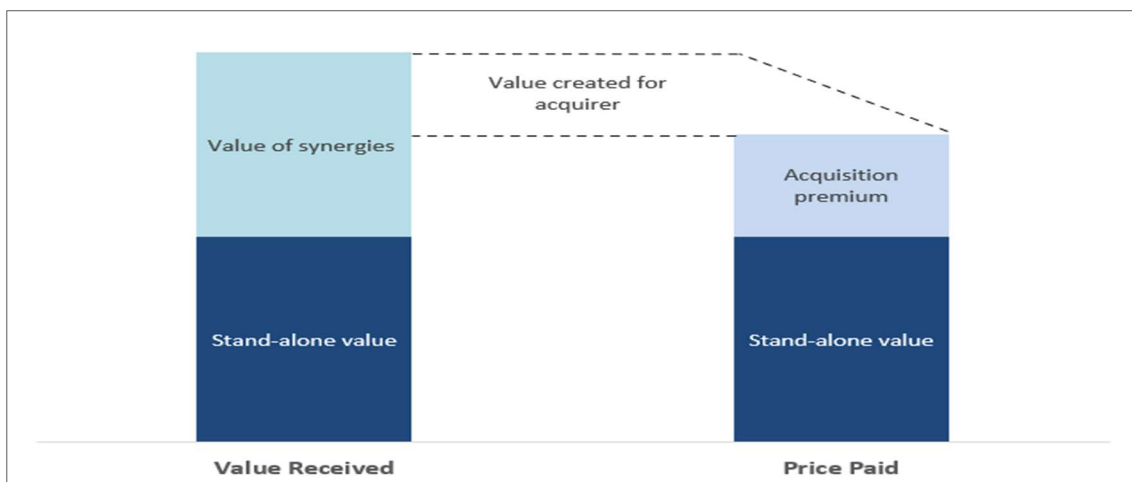 Value created for
acquirer
Value of synergies
Acquisition
premium
Stand-alone value
Stand-alone value
Value Received
Price Paid